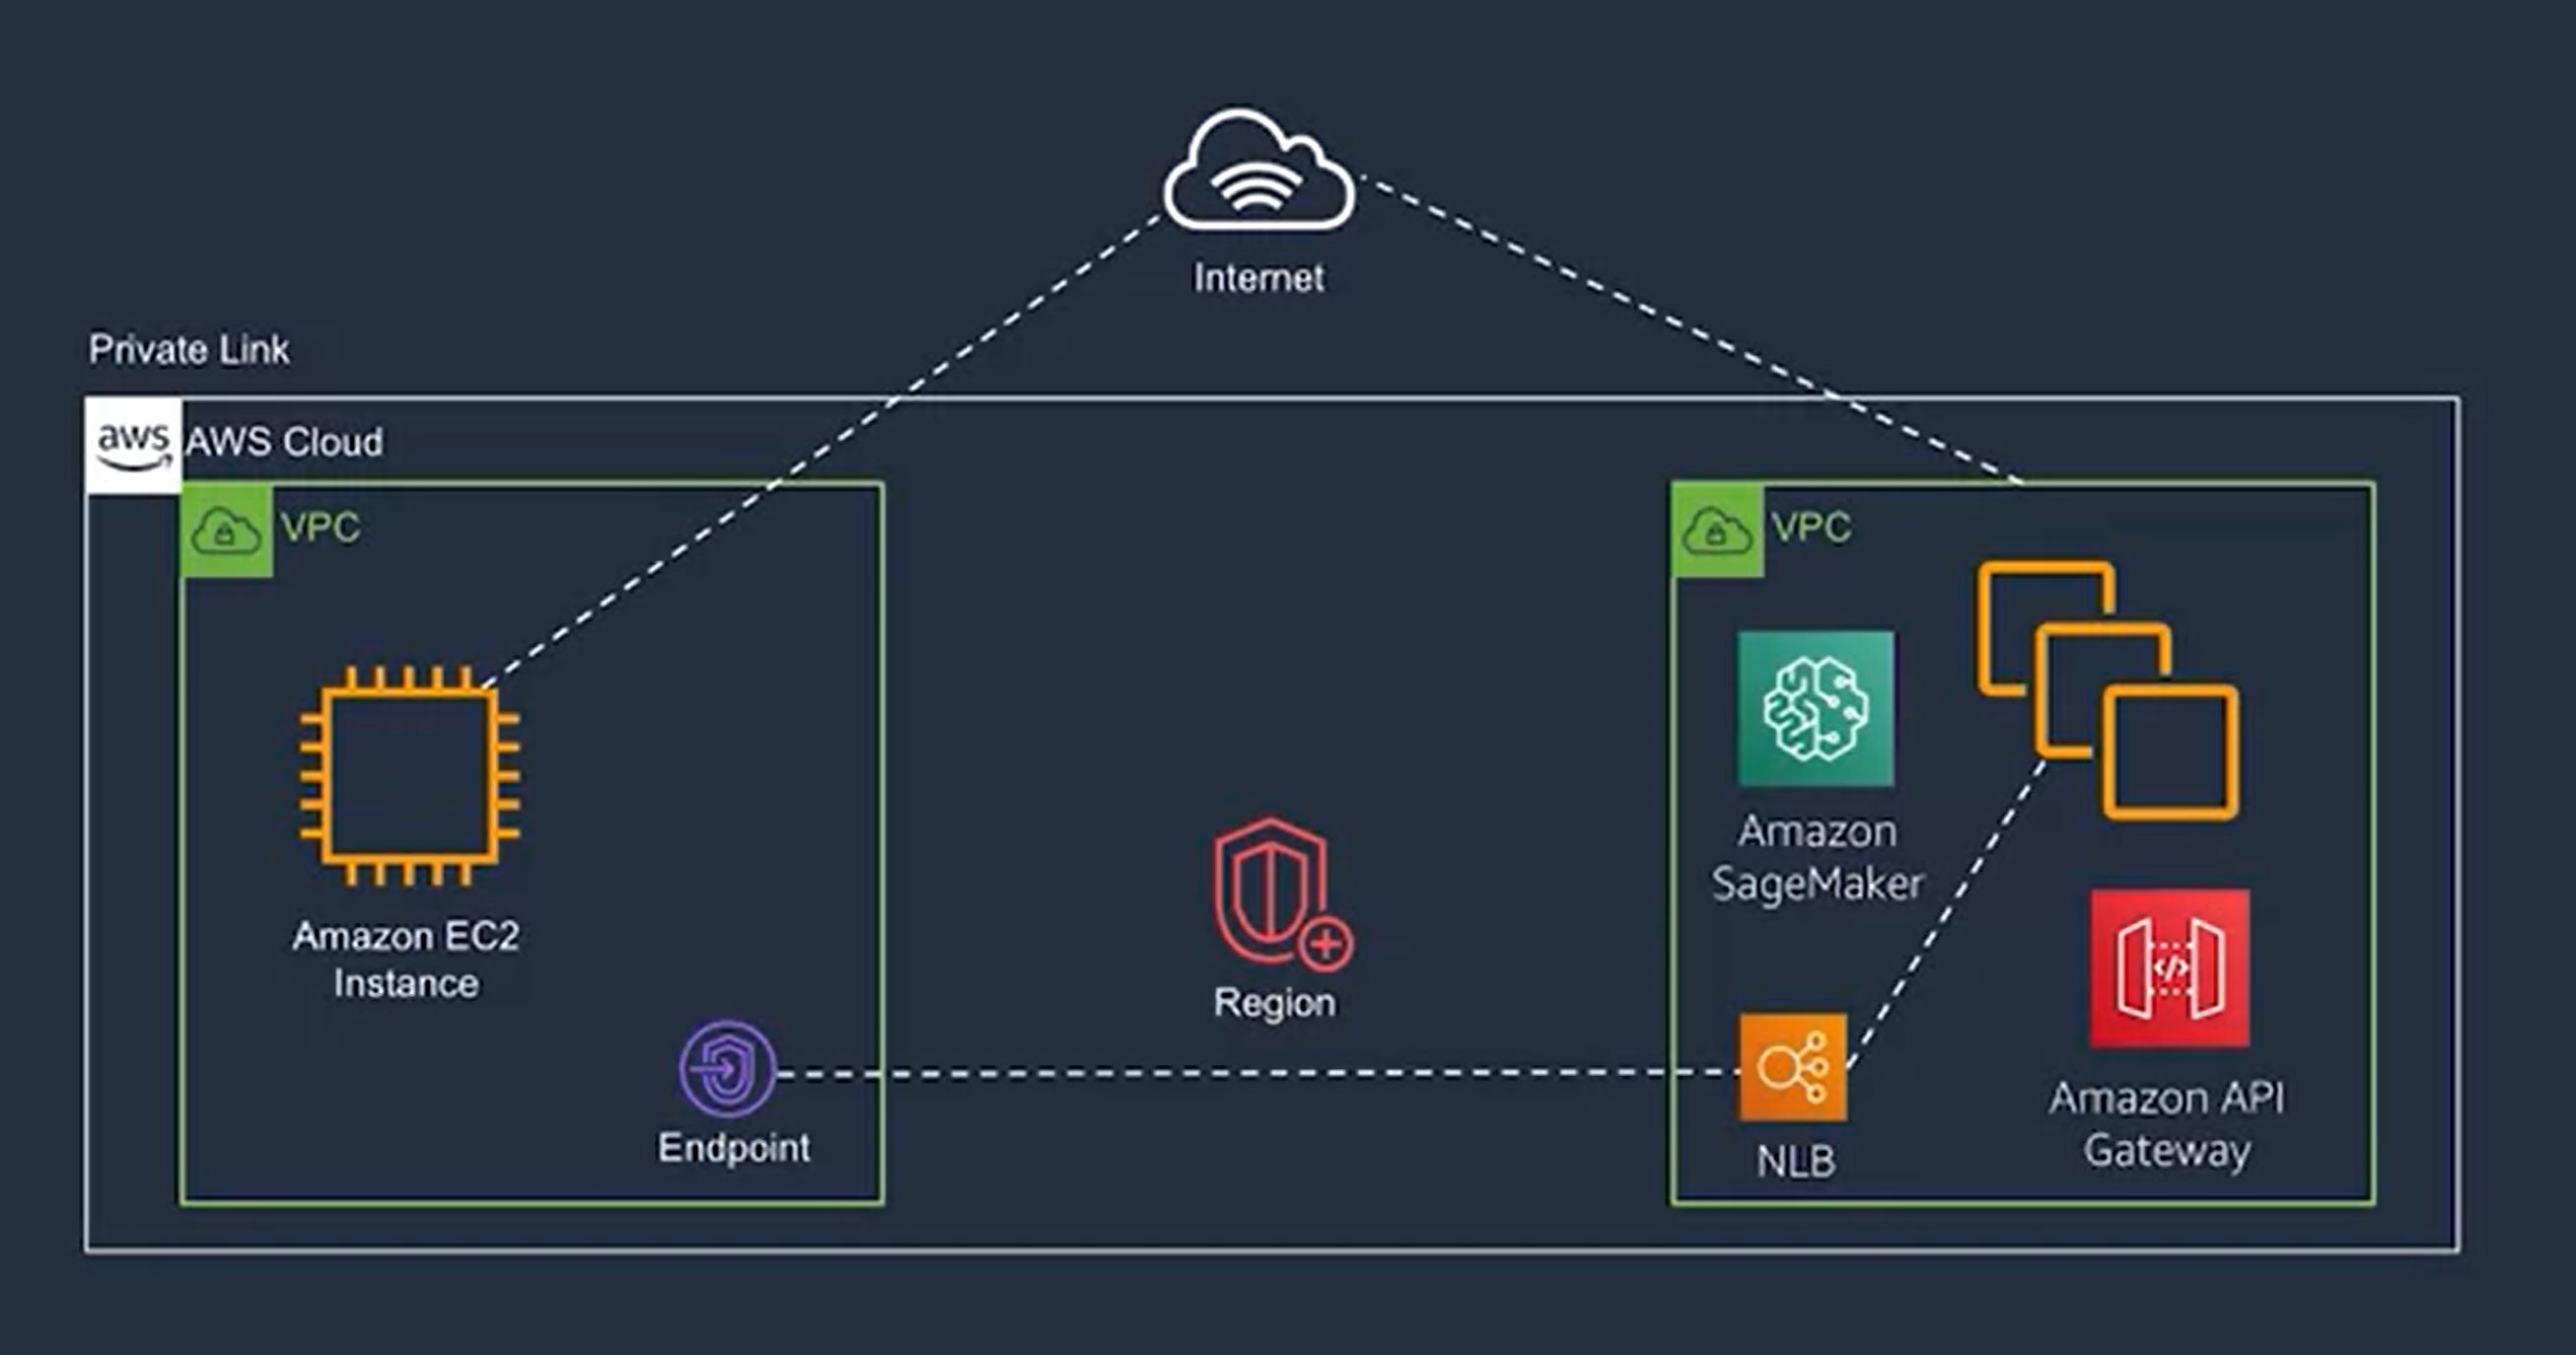 Internet
Private Link
aws
AWS Cloud
VPC
VPC
Amazon EC2
Instance
Amazon
SageMaker
Region
Endpoint
NLB
Amazon API
Gateway